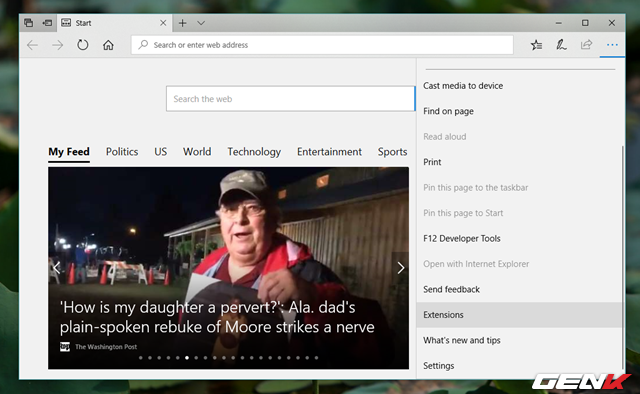 Start
Search or enter web address
Search the web
My Feed Politics US World Technology Entertainment Sports
'How is my daughter a pervert?': Ala. dad's
plain-spoken rebuke of Moore strikes a nerve
wp The Washington Post
Cast media to device
Find on page
Read aloud
Print
Pin this page to the taskbar
Pin this page to Start
F12 Developer Tools
Open with Internet Explorer
Send feedback
Extensions
What's new and tips
Settings
GENK